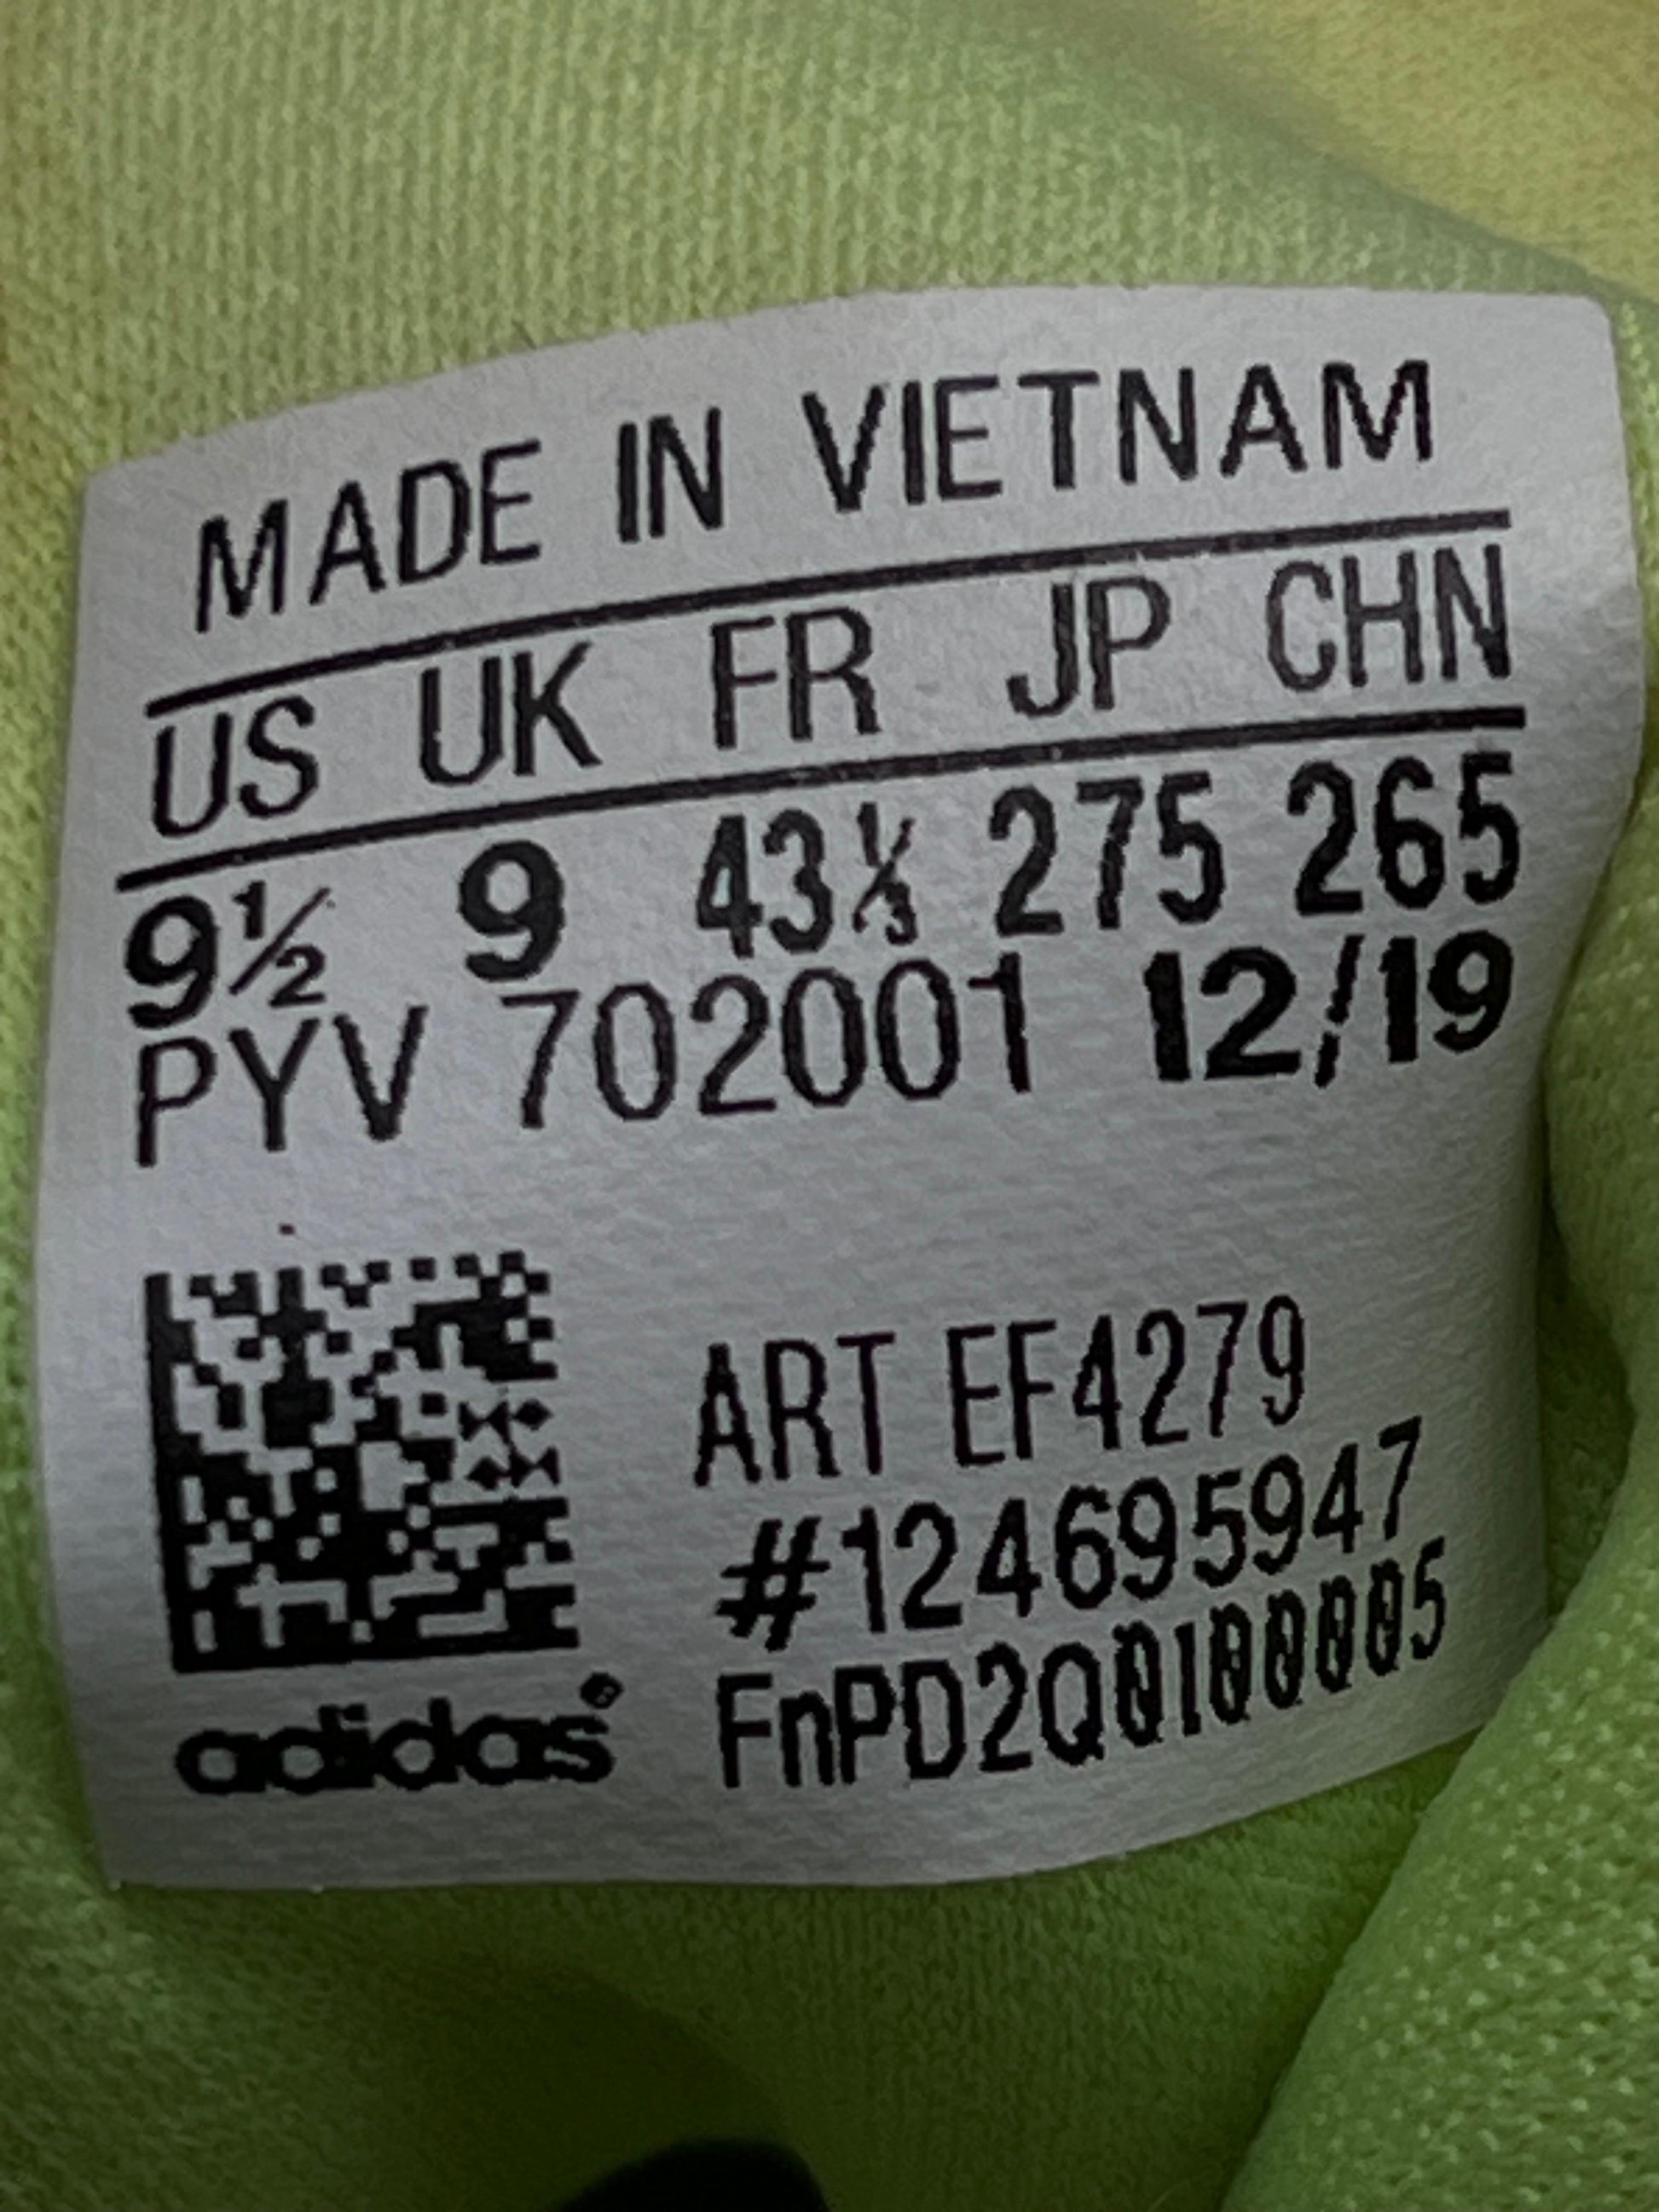 MADE IN VIETNAM
US UK FR JP CHN
9½ 9 43⅓ 275 265
PYV 702001 12/19
ART EF4279
#124695947
FnPD2Q0100005
adidas®